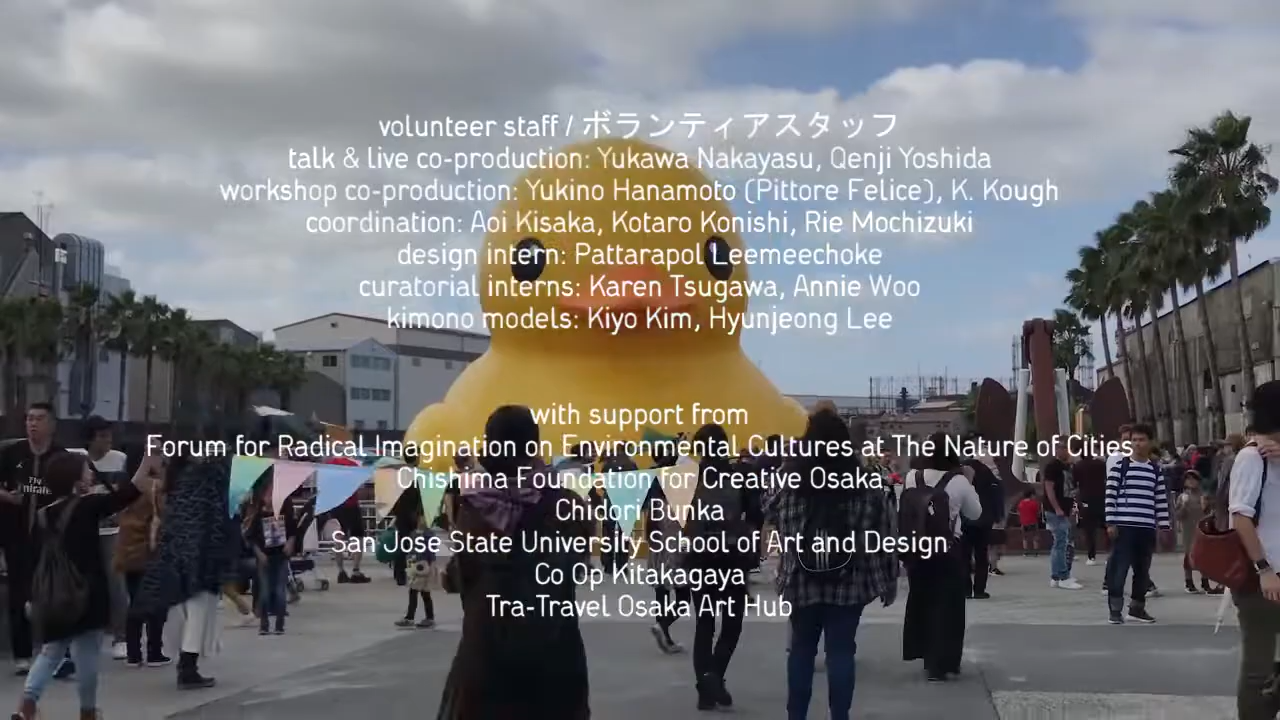 volunteer staff / ボランティアスタッフ
talk & live co-production: Yukawa Nakayasu, Qenji Yoshida
workshop co-production: Yukino Hanamoto (Pittore Felice), K. Kough
coordination: Aoi Kisaka, Kotaro Konishi, Rie Mochizuki
design intern: Pattarapol Leemeechoke
curatorial interns: Karen Tsugawa, Annie Woo
kimono models: Kiyo Kim, Hyunjeong Lee
with support from
Forum for Radical Imagination on Environmental Cultures at The Nature of Cities
Chishima Foundation for Creative Osaka
Chidori Bunka
San Jose State University School of Art and Design
Co Op Kitakagaya
Tra-Travel Osaka Art Hub
Fly
Emirates